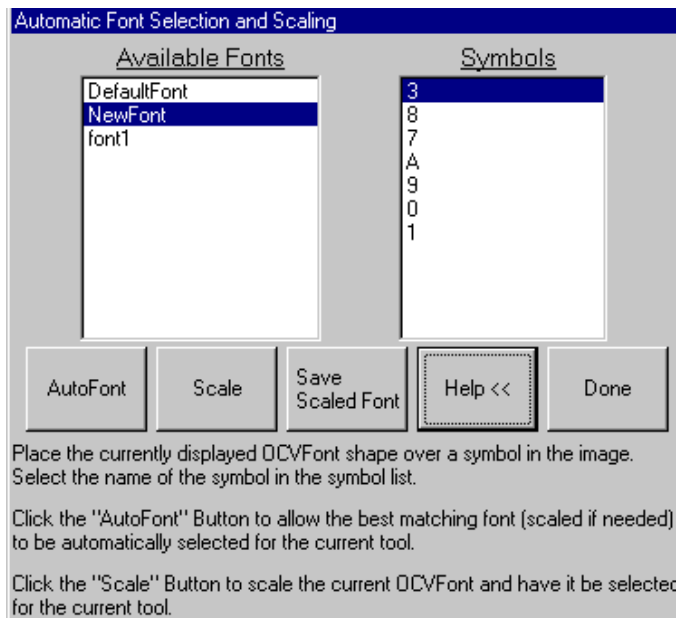 Automatic Font Selection and Scaling
Available Fonts
Symbols
DefaultFont
NewFont
font1
3
8
7
A
9
0
1
AutoFont
Scale
Save
Scaled Font
Help <<
Done
Place the currently displayed OCVFont shape over a symbol in the image.
Select the name of the symbol in the symbol list.
Click the "AutoFont" Button to allow the best matching font (scaled if needed)
to be automatically selected for the current tool.
Click the "Scale" Button to scale the current OCVFont and have it be selected
for the current tool.